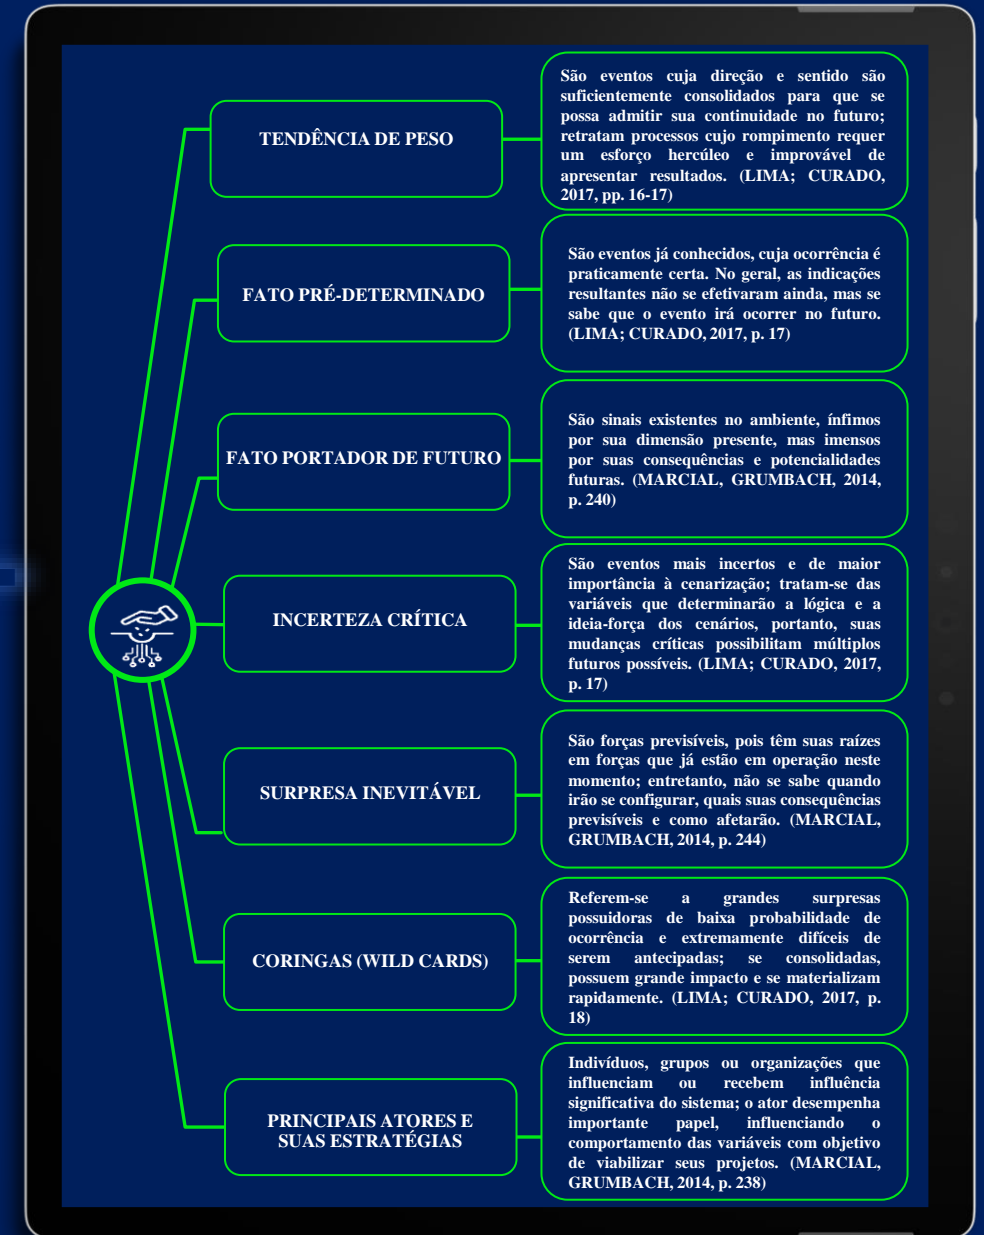 TENDÊNCIA DE PESO
São eventos cuja direção e sentido são
suficientemente consolidados para que se
possa admitir sua continuidade no futuro;
retratam processos cujo rompimento requer
um esforço hercúleo e improvável de
apresentar resultados. (LIMA; CURADO,
2017, pp. 16-17)
FATO PRÉ-DETERMINADO
São eventos já conhecidos, cuja ocorrência é
praticamente certa. No geral, as indicações
resultantes não se efetivaram ainda, mas se
sabe que o evento irá ocorrer no futuro.
(LIMA; CURADO, 2017, p. 17)
FATO PORTADOR DE FUTURO
São sinais existentes no ambiente, ínfimos
por sua dimensão presente, mas imensos
por suas consequências e potencialidades
futuras. (MARCIAL, GRUMBACH, 2014,
p. 240)
INCERTEZA CRÍTICA
São eventos mais incertos e de maior
importância à cenarização; tratam-se das
variáveis que determinarão a lógica e a
ideia-força dos cenários, portanto, suas
mudanças críticas possibilitam múltiplos
futuros possíveis. (LIMA; CURADO, 2017,
p. 17)
SURPRESA INEVITÁVEL
São forças previsíveis, pois têm suas raízes
em forças que já estão em operação neste
momento; entretanto, não se sabe quando
irão se configurar, quais suas consequências
previsíveis e como afetarão. (MARCIAL,
GRUMBACH, 2014, p. 244)
CORINGAS (WILD CARDS)
Referem-se a grandes surpresas
possuidoras de baixa probabilidade de
ocorrência e extremamente difíceis de
serem antecipadas; se consolidadas,
possuem grande impacto e se materializam
rapidamente. (LIMA; CURADO, 2017, p.
18)
PRINCIPAIS ATORES E
SUAS ESTRATÉGIAS
Indivíduos, grupos ou organizações que
influenciam ou recebem influência
significativa do sistema; o ator desempenha
importante papel, influenciando o
comportamento das variáveis com objetivo
de viabilizar seus projetos. (MARCIAL,
GRUMBACH, 2014, p. 238)